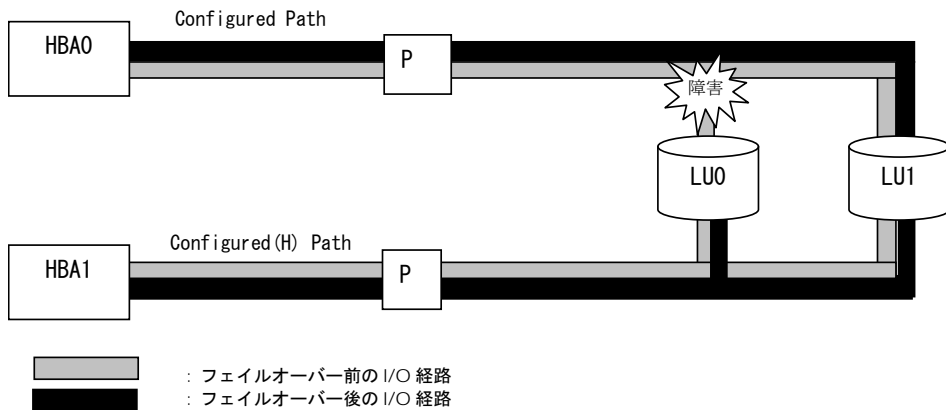 Configured Path
HBA0
P
障害
LU0
LU1
Configured(H) Path
HBA1
P
: フェイルオーバー前の I/O 経路
: フェイルオーバー後の I/O 経路